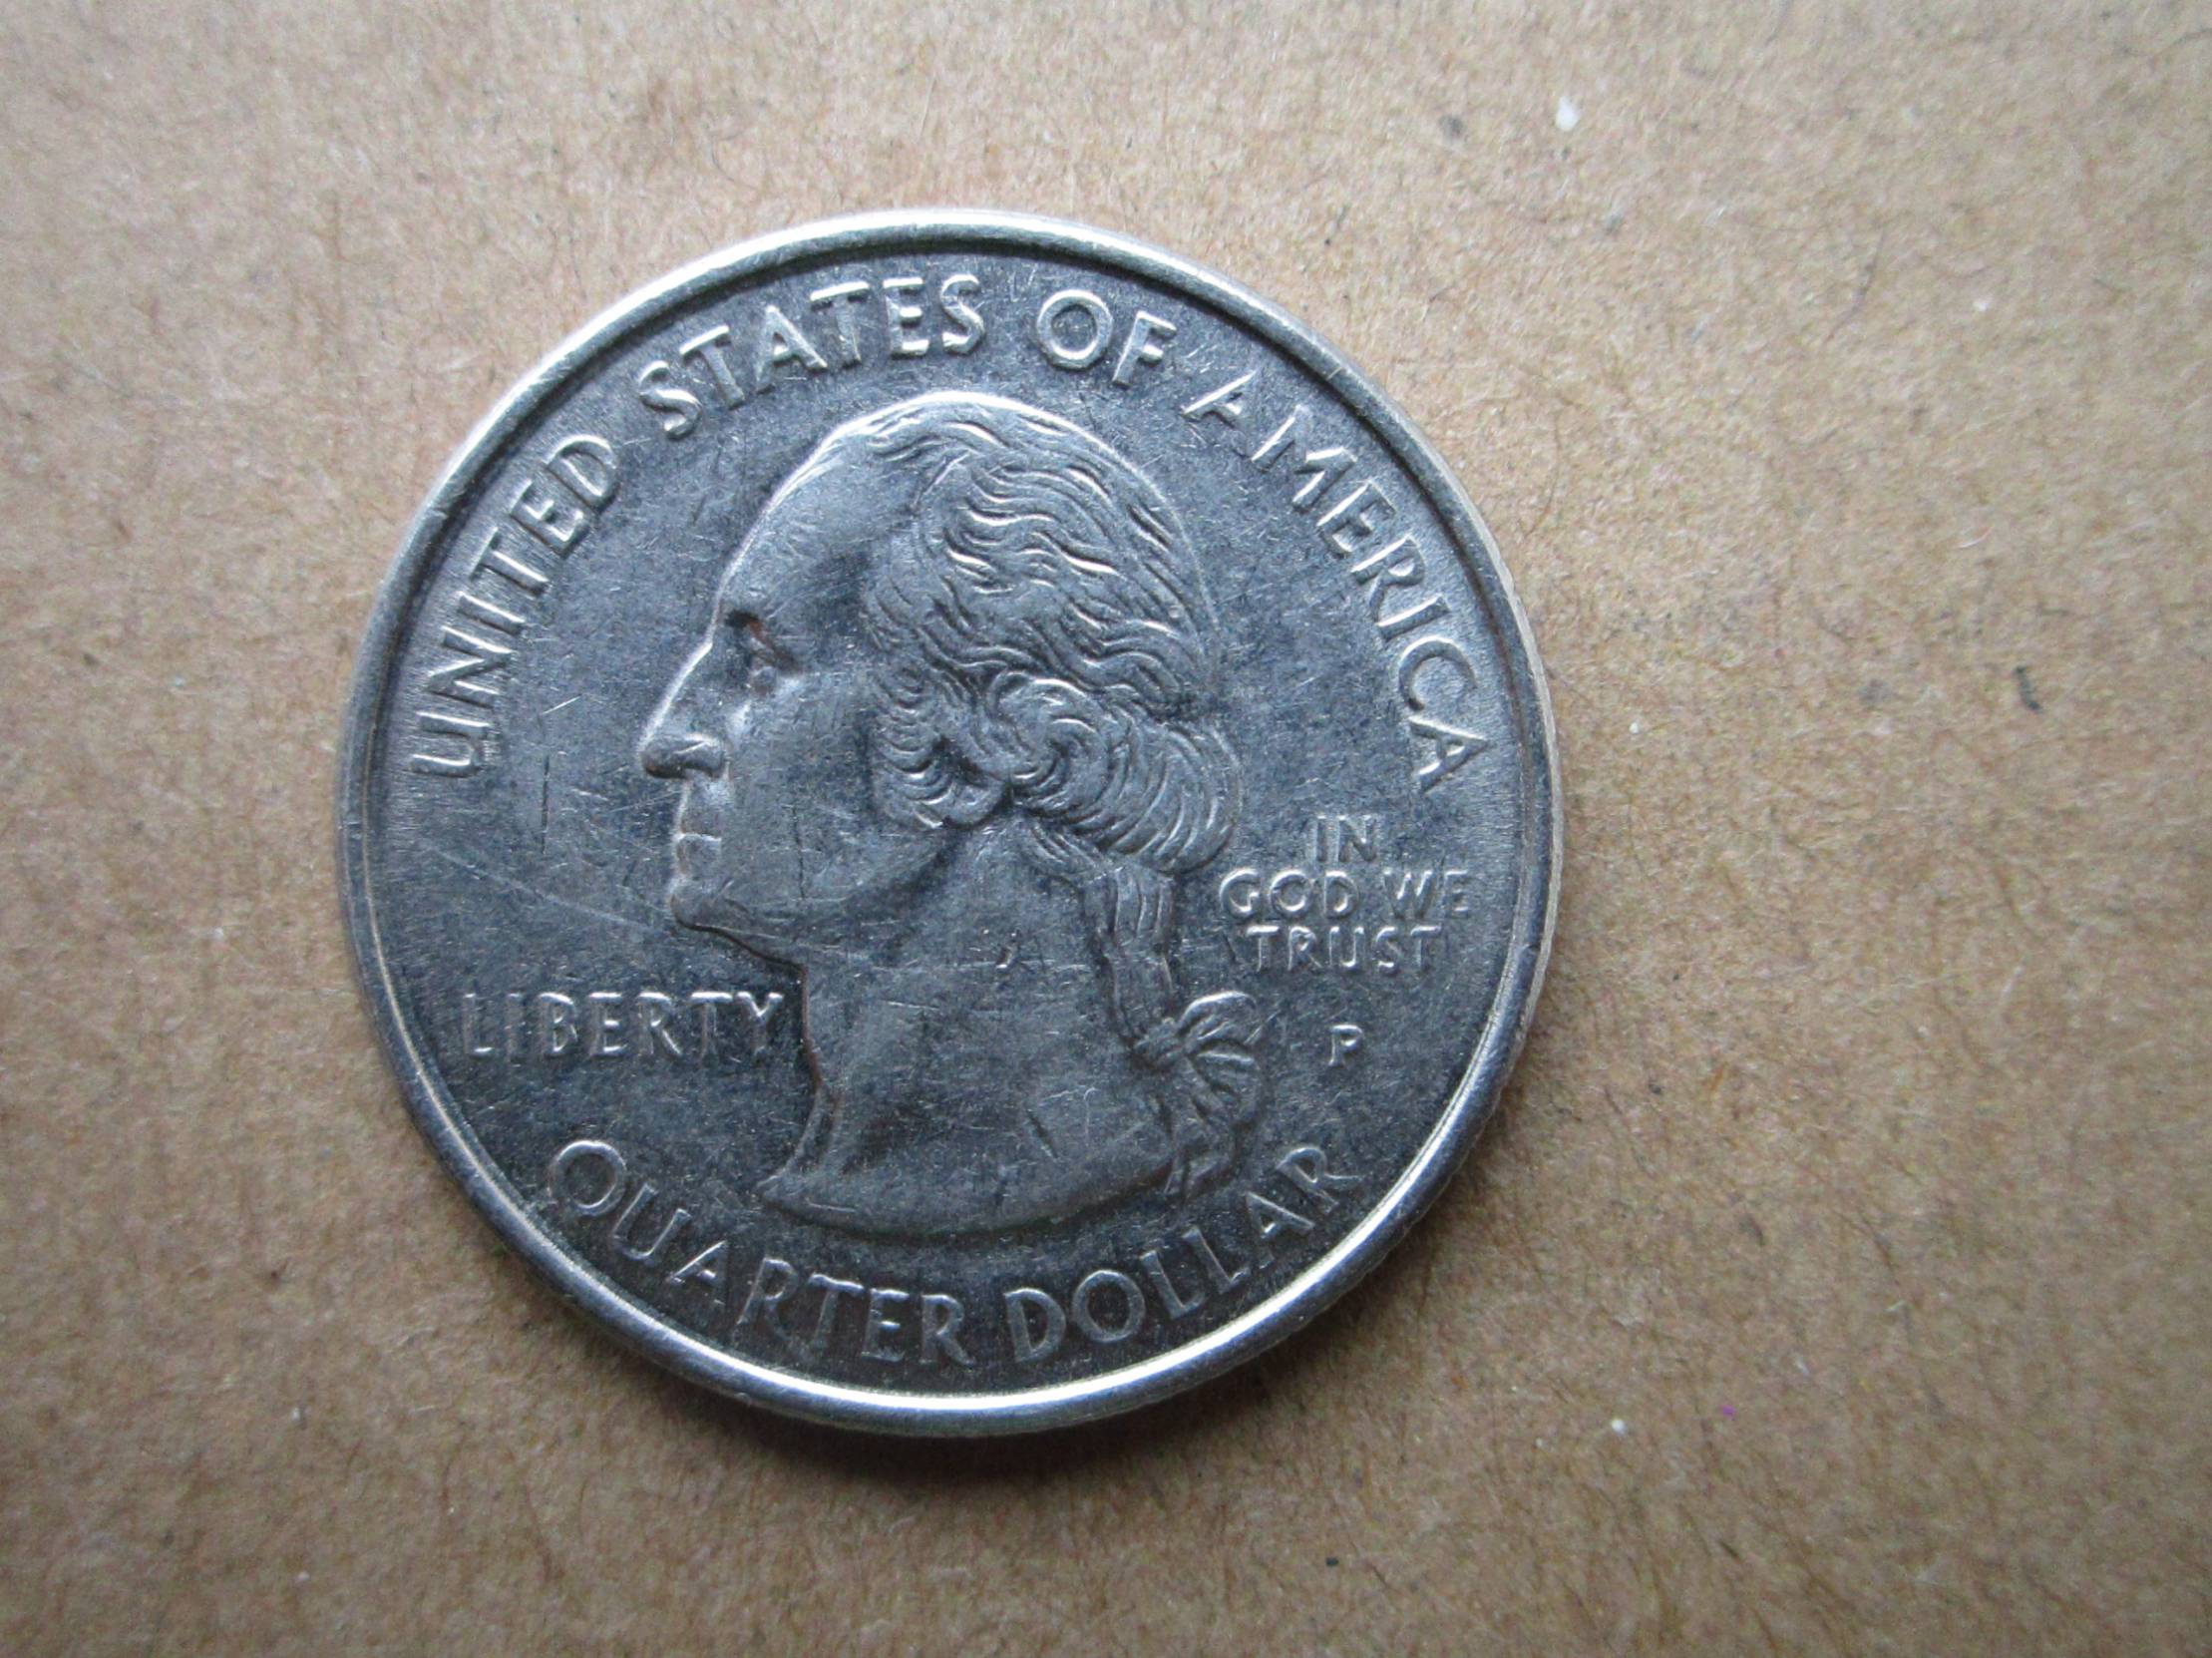 UNITED STATES OF AMERICA
IN
GOD WE
TRUST
LIBERTY
P
QUARTER DOLLAR